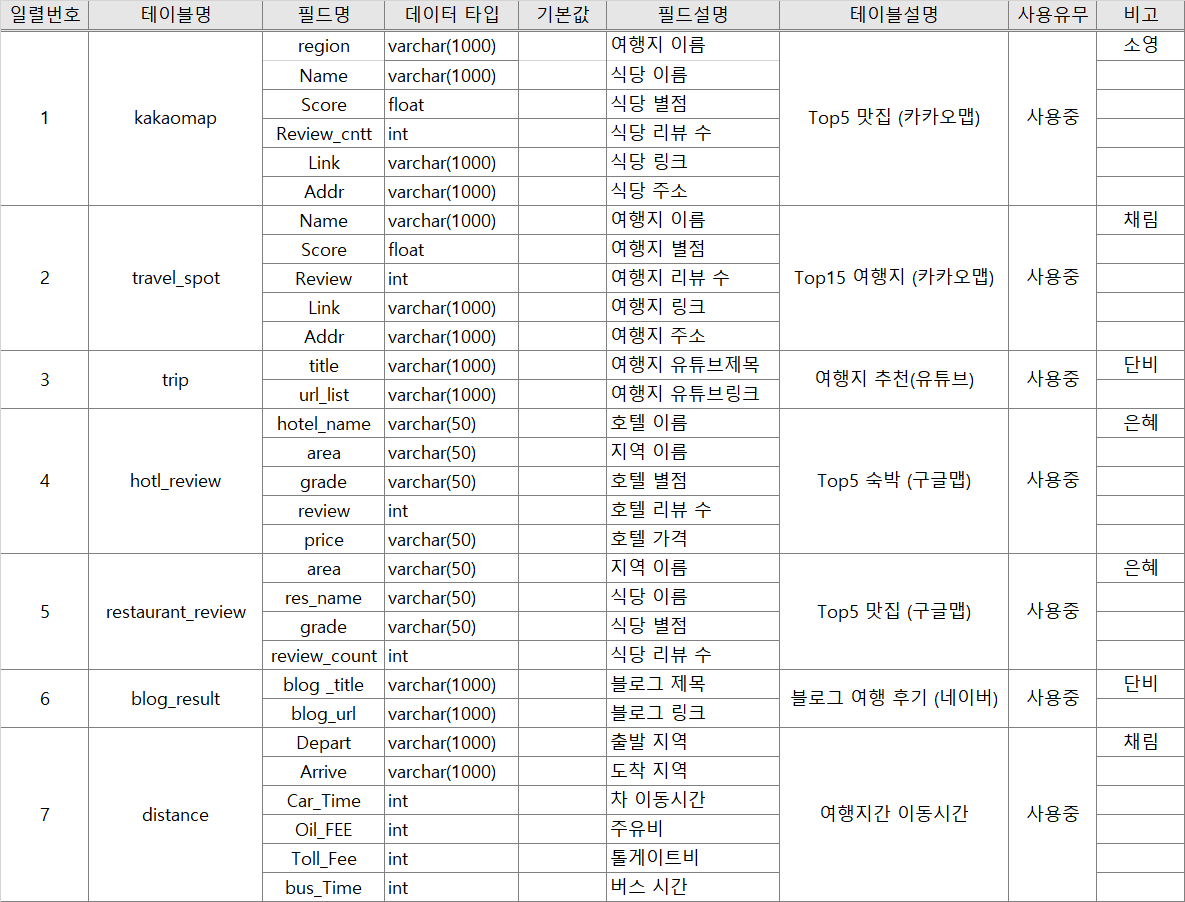 일렬번호 테이블명 필드명 데이터 타입 기본값 필드설명 테이블설명 사용유무 비고
1 kakaomap region varchar(1000) 여행지 이름 Top5 맛집 (카카오맵) 사용중 소영
Name varchar(1000) 식당 이름
Score float 식당 별점
Review_cntt int 식당 리뷰 수
Link varchar(1000) 식당 링크
Addr varchar(1000) 식당 주소
2 travel_spot Name varchar(1000) 여행지 이름 Top15 여행지 (카카오맵) 사용중 채림
Score float 여행지 별점
Review int 여행지 리뷰 수
Link varchar(1000) 여행지 링크
Addr varchar(1000) 여행지 주소
3 trip title varchar(1000) 여행지 유튜브제목 여행지 추천(유튜브) 사용중 단비
url_list varchar(1000) 여행지 유튜브링크
4 hotl_review hotel_name varchar(50) 호텔 이름 Top5 숙박 (구글맵) 사용중 은혜
area varchar(50) 지역 이름
grade varchar(50) 호텔 별점
review int 호텔 리뷰 수
price varchar(50) 호텔 가격
5 restaurant_review area varchar(50) 지역 이름 Top5 맛집 (구글맵) 사용중 은혜
res_name varchar(50) 식당 이름
grade varchar(50) 식당 별점
review_count int 식당 리뷰 수
6 blog_result blog _title varchar(1000) 블로그 제목 블로그 여행 후기 (네이버) 사용중 단비
blog_url varchar(1000) 블로그 링크
7 distance Depart varchar(1000) 출발 지역 여행지간 이동시간 사용중 채림
Arrive varchar(1000) 도착 지역
Car_Time int 차 이동시간
Oil_FEE int 주유비
Toll_Fee int 톨게이트비
bus_Time int 버스 시간